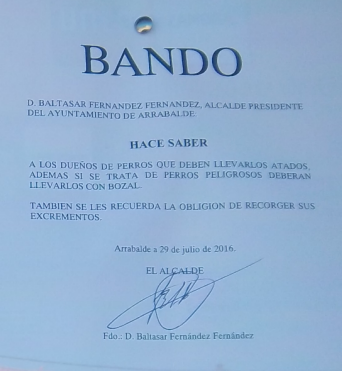 BANDO
D. BALTASAR FERNANDEZ FERNANDEZ, ALCALDE PRESIDENTE
DEL AYUNTAMIENTO DE ARRABALDE
HACE SABER
A LOS DUEÑOS DE PERROS QUE DEBEN LLEVARLOS ATADOS,
ADEMAS SI SE TRATA DE PERROS PELIGROSOS DEBERAN
LLEVARLOS CON BOZAL.
TAMBIEN SE LES RECUERDA LA OBLIGION DE RECORGER SUS
EXCREMENTOS.
Arrabalde a 29 de julio de 2016.
EL ALCALDE
Fdo.: D. Baltasar Fernández Fernández